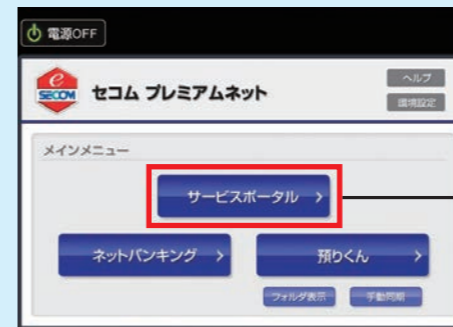 電源OFF
e
SECOM
セコム プレミアムネット
ヘルプ
環境設定
メインメニュー
サービスポータル >
ネットバンキング >
預りくん >
フォルダ表示
手動同期